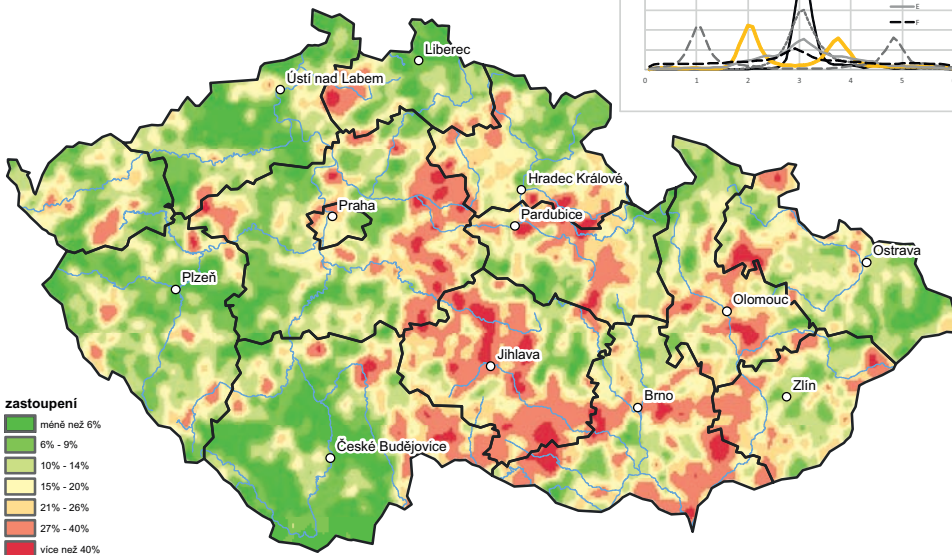 E
F
0 1 2 3 4 5
Liberec
Ústí nad Labem
Hradec Králové
Praha
Pardubice
Ostrava
Plzeň
Olomouc
Jihlava
Zlín
Brno
České Budějovice
zastoupení
méně než 6%
6% - 9%
10% - 14%
15% - 20%
21% - 26%
27% - 40%
více než 40%